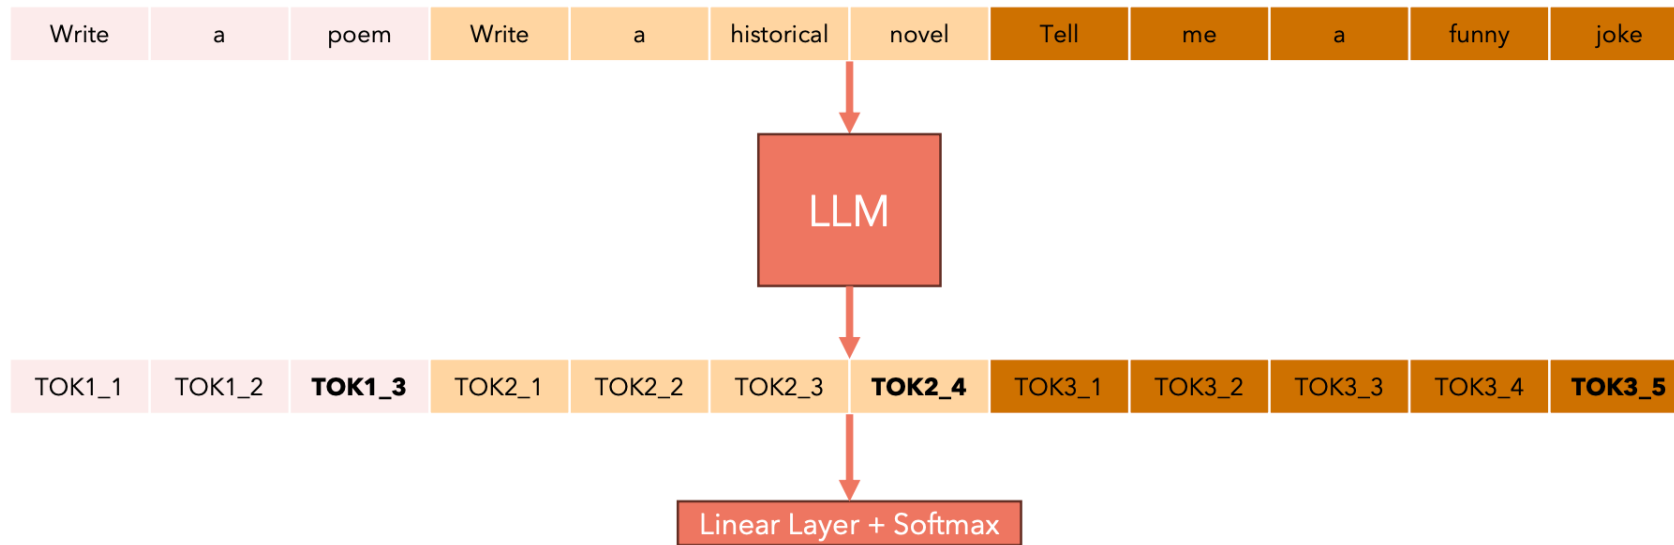 Write a poem Write a historical novel Tell me a funny joke
LLM
TOK1_1 TOK1_2 TOK1_3 TOK2_1 TOK2_2 TOK2_3 TOK2_4 TOK3_1 TOK3_2 TOK3_3 TOK3_4 TOK3_5
Linear Layer + Softmax